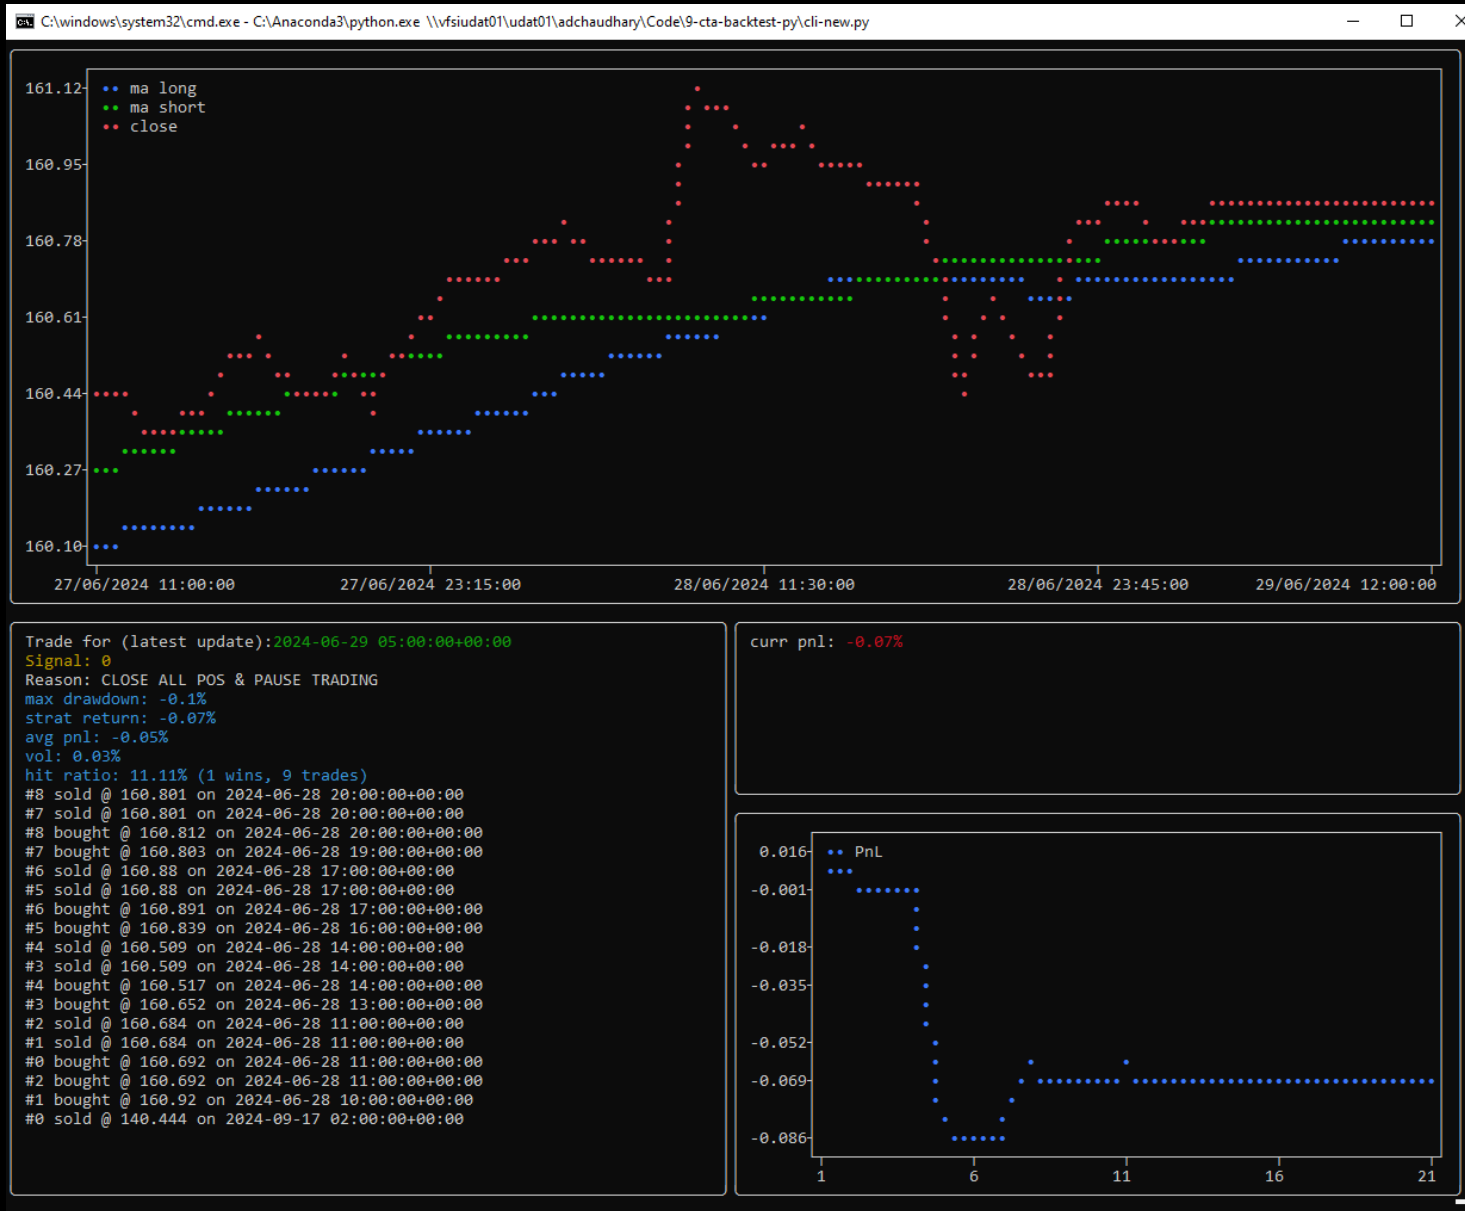 C:\windows\system32\cmd.exe - C:\Anaconda3\python.exe \\vfsiudat01\udat01\adchaudhary\Code\9-cta-backtest-py\cli-new.py
161.12
160.95
160.78
160.61
160.44
160.27
160.10
ma long
ma short
close
27/06/2024 11:00:00
27/06/2024 23:15:00
28/06/2024 11:30:00
28/06/2024 23:45:00
29/06/2024 12:00:00
Trade for (latest update):2024-06-29 05:00:00+00:00
Signal: 0
Reason: CLOSE ALL POS & PAUSE TRADING
max drawdown: -0.1%
strat return: -0.07%
avg pnl: -0.05%
vol: 0.03%
hit ratio: 11.11% (1 wins, 9 trades)
#8 sold @ 160.801 on 2024-06-28 20:00:00+00:00
#7 sold @ 160.801 on 2024-06-28 20:00:00+00:00
#8 bought @ 160.812 on 2024-06-28 20:00:00+00:00
#7 bought @ 160.803 on 2024-06-28 19:00:00+00:00
#6 sold @ 160.88 on 2024-06-28 17:00:00+00:00
#5 sold @ 160.88 on 2024-06-28 17:00:00+00:00
#6 bought @ 160.891 on 2024-06-28 17:00:00+00:00
#5 bought @ 160.839 on 2024-06-28 16:00:00+00:00
#4 sold @ 160.509 on 2024-06-28 14:00:00+00:00
#3 sold @ 160.509 on 2024-06-28 14:00:00+00:00
#4 bought @ 160.517 on 2024-06-28 14:00:00+00:00
#3 bought @ 160.652 on 2024-06-28 13:00:00+00:00
#2 sold @ 160.684 on 2024-06-28 11:00:00+00:00
#1 sold @ 160.684 on 2024-06-28 11:00:00+00:00
#0 bought @ 160.692 on 2024-06-28 11:00:00+00:00
#2 bought @ 160.692 on 2024-06-28 11:00:00+00:00
#1 bought @ 160.92 on 2024-06-28 10:00:00+00:00
#0 sold @ 140.444 on 2024-09-17 02:00:00+00:00
curr pnl: -0.07%
PnL
0.016
-0.001
-0.018
-0.035
-0.052
-0.069
-0.086
1
6
11
16
21